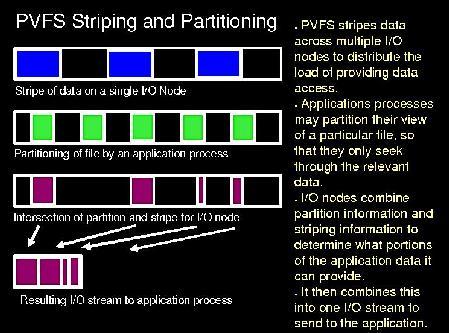 PVFS Striping and Partitioning
Stripe of data on a single I/O Node
Partitioning of file by an application process
Intersection of partition and stripe for I/O node
Resulting I/O stream to application process
. PVFS stripes data
across multiple I/O
nodes to distribute the
load of providing data
access.
. Applications processes
may partition their view
of a particular file, so
that they only seek
through the relevant
data.
. I/O nodes combine
partition information and
striping information to
determine what portions
of the application data it
can provide.
. It then combines this
into one I/O stream to
send to the application.